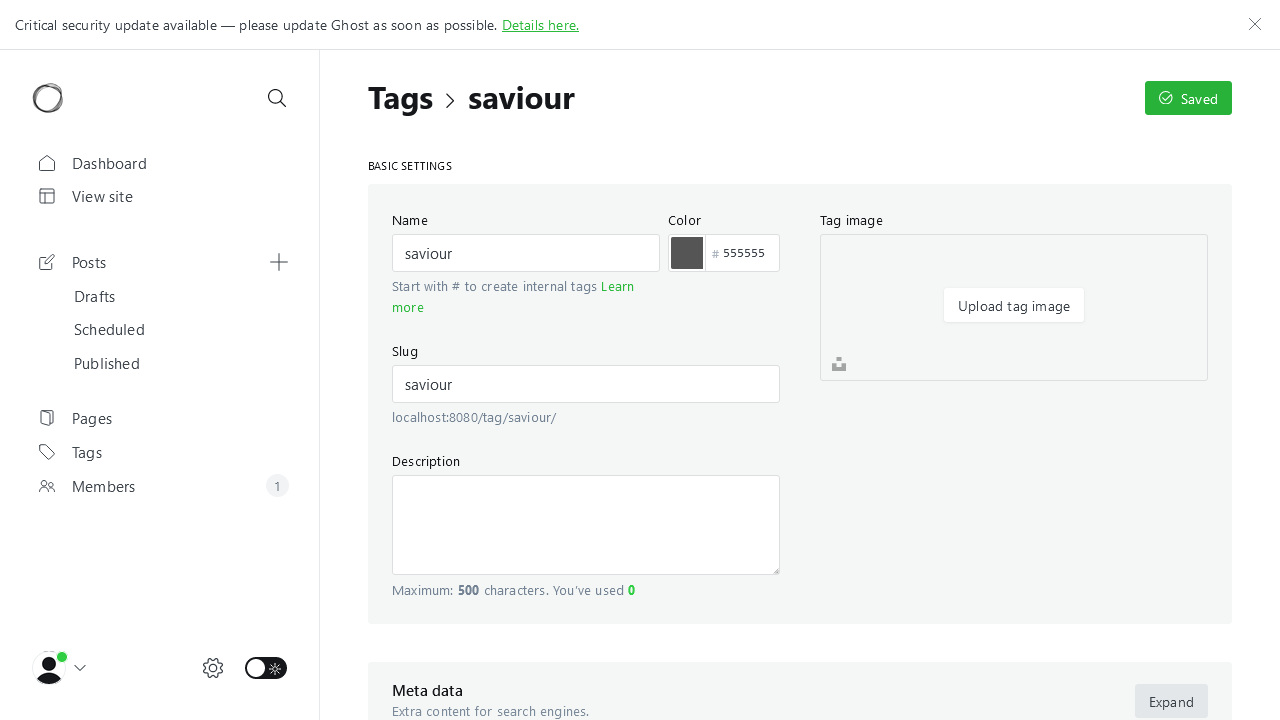 Critical security update available — please update Ghost as soon as possible. Details here.
Tags > saviour
Saved
Dashboard
View site
Posts
Drafts
Scheduled
Published
Pages
Tags
Members
1
BASIC SETTINGS
Name
saviour
Start with # to create internal tags Learn
more
Color
# 555555
Slug
saviour
localhost:8080/tag/saviour/
Description
Maximum: 500 characters. You've used 0
Tag image
Upload tag image
Meta data
Extra content for search engines.
Expand